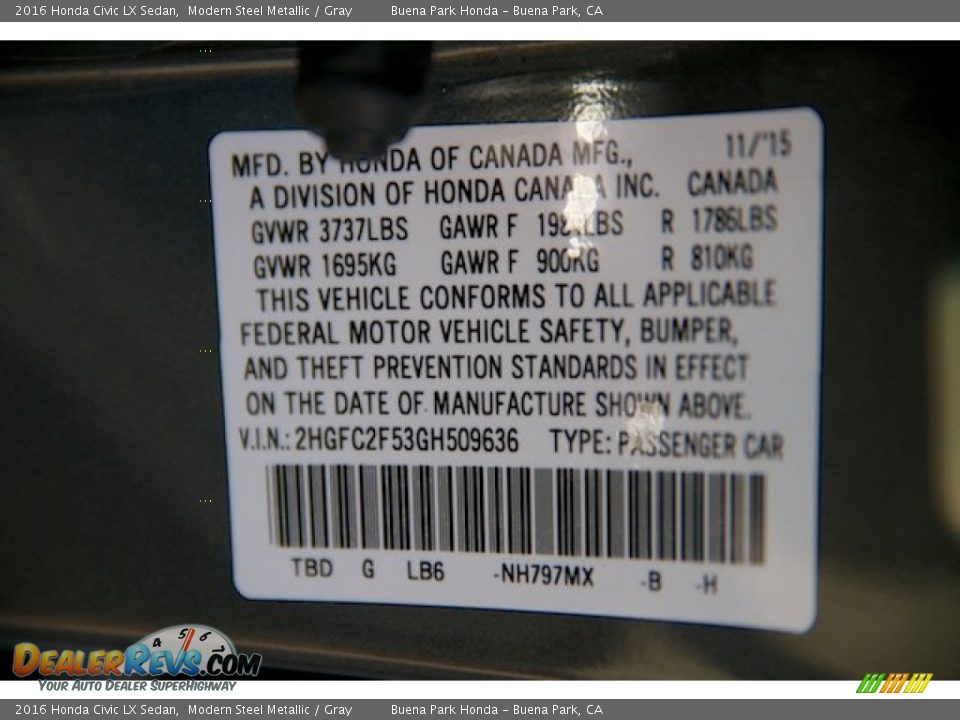 2016 Honda Civic LX Sedan, Modern Steel Metallic / Gray Buena Park Honda - Buena Park, CA
11/'15
MFD. BY HONDA OF CANADA MFG.,
A DIVISION OF HONDA CANADA INC. CANADA
GVWR 3737LBS GAWR F LBS R 1786LBS
GVWR 1695KG GAWR F 900KG R 810KG
THIS VEHICLE CONFORMS TO ALL APPLICABLE
FEDERAL MOTOR VEHICLE SAFETY, BUMPER,
AND THEFT PREVENTION STANDARDS IN EFFECT
ON THE DATE OF MANUFACTURE SHOWN ABOVE.
V.I.N.: 2HGFC2F53GH509636 TYPE: PASSENGER CAR
TBD G LB6 -NH797MX -B -H
4 5 6
DEALERREVS.COM
YOUR AUTO DEALER SUPERHIGHWAY
2016 Honda Civic LX Sedan, Modern Steel Metallic / Gray Buena Park Honda - Buena Park, CA